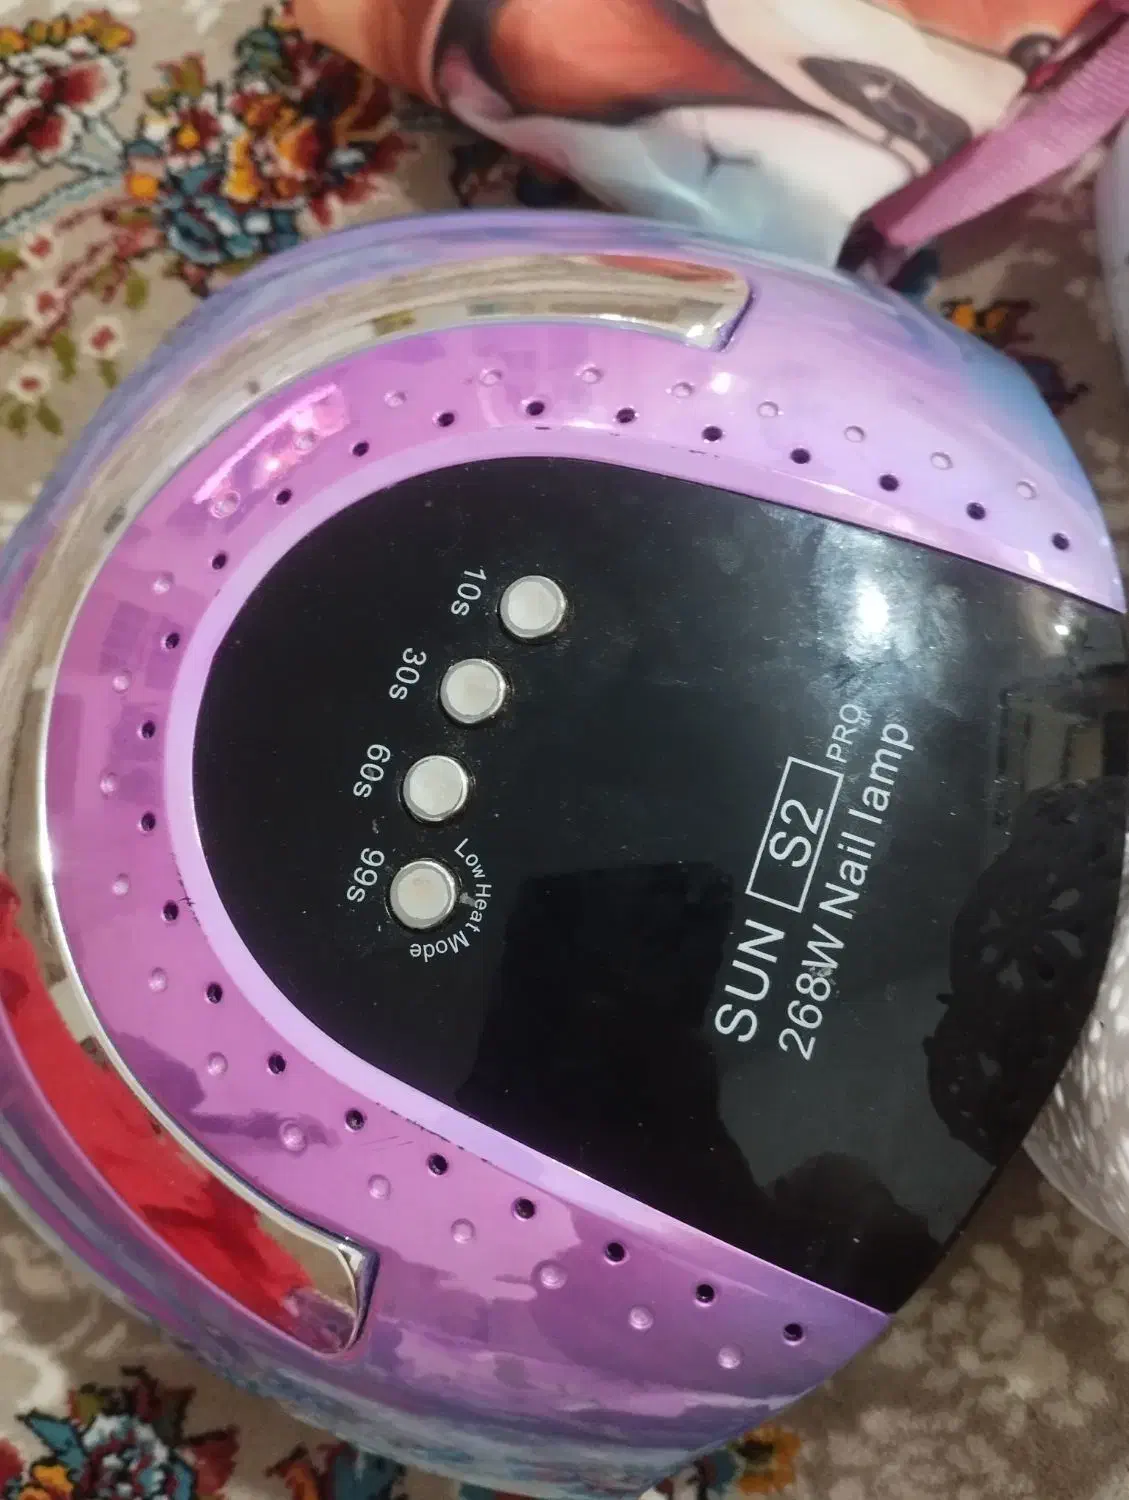 10s
30s
60s
99s
Low Heat Mode
SUN S2 PRO
268W Nail lamp